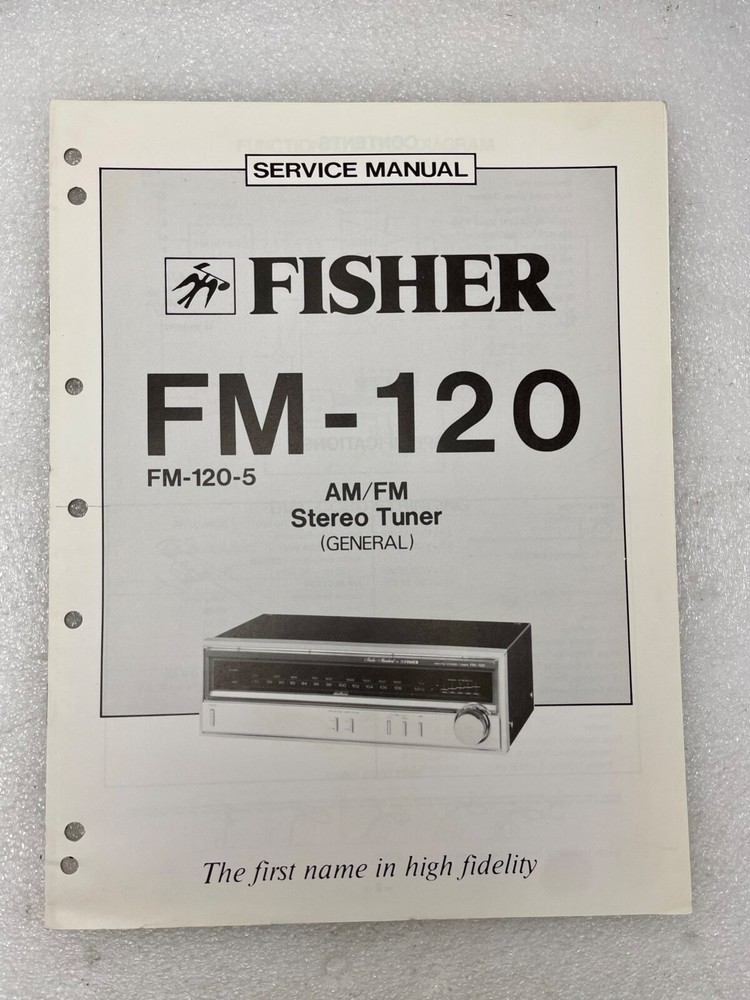 SERVICE MANUAL
FISHER
FM-120
FM-120-5
AM/FM
Stereo Tuner
(GENERAL)
FISHER
The first name in high fidelity